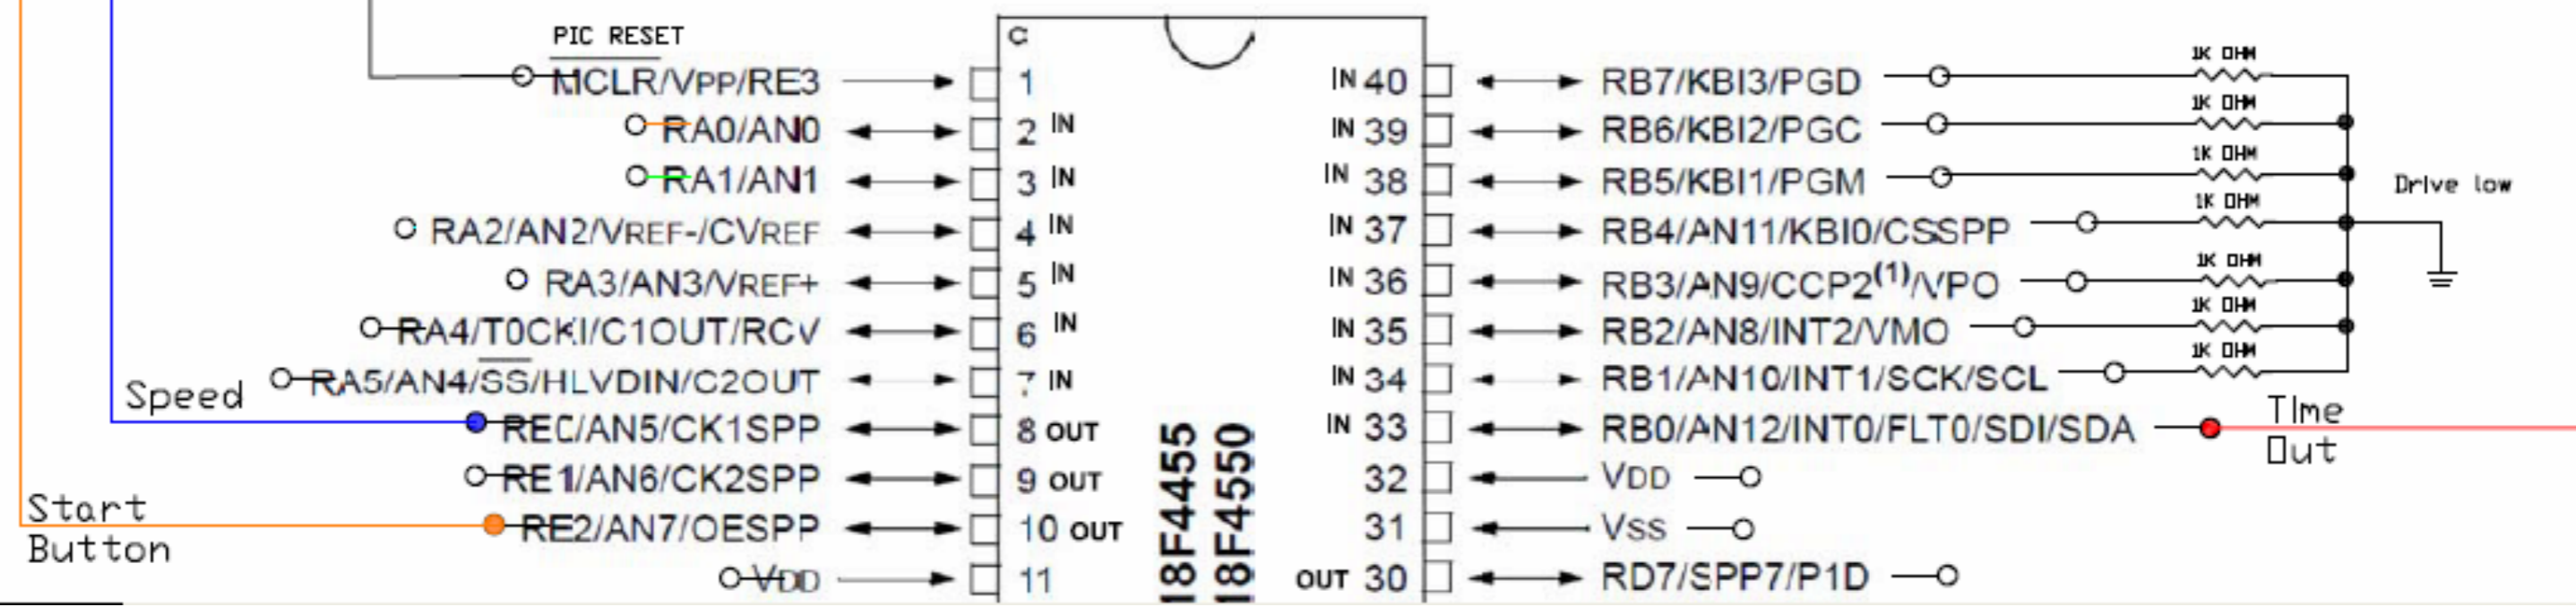 PIC RESET
C
MCLR/VPP/RE3 1
RA0/AN0 2 IN
RA1/AN1 3 IN
RA2/AN2/VREF-/CVREF 4 IN
RA3/AN3/VREF+ 5 IN
RA4/T0CKI/C1OUT/RCV 6 IN
RA5/AN4/SS/HLVDIN/C2OUT 7 IN
Speed
RE0/AN5/CK1SPP 8 OUT
RE1/AN6/CK2SPP 9 OUT
Start
Button
RE2/AN7/OESPP 10 OUT
VDD 11
18F4455
18F4550
1K OHM
IN 40 RB7/KBI3/PGD
1K OHM
IN 39 RB6/KBI2/PGC
1K OHM
IN 38 RB5/KBI1/PGM
Drive low
1K OHM
IN 37 RB4/AN11/KBI0/CSSPP
1K OHM
IN 36 RB3/AN9/CCP2(1)/VPO
1K OHM
IN 35 RB2/AN8/INT2/VMO
1K OHM
IN 34 RB1/AN10/INT1/SCK/SCL
IN 33 RB0/AN12/INT0/FLT0/SDI/SDA
TIme
Out
32 VDD
31 VSS
OUT 30 RD7/SPP7/P1D